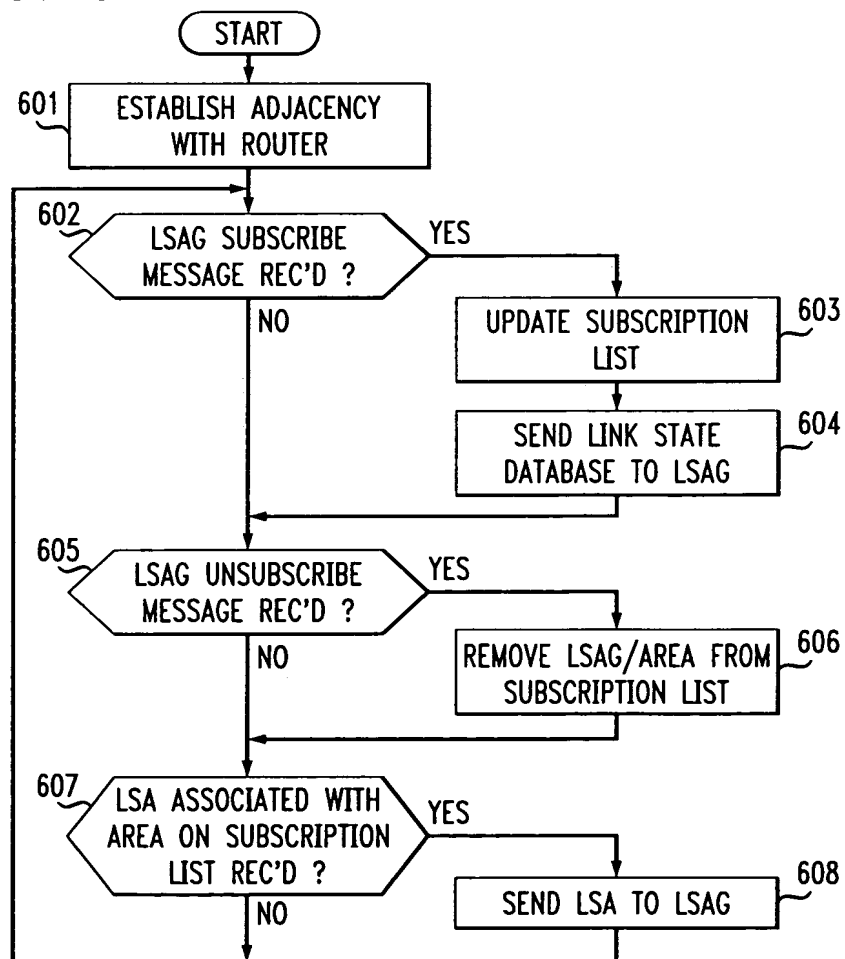 START
601
ESTABLISH ADJACENCY
WITH ROUTER
602
LSAG SUBSCRIBE
MESSAGE REC'D ?
YES
NO
UPDATE SUBSCRIPTION
LIST
603
SEND LINK STATE
DATABASE TO LSAG
604
605
LSAG UNSUBSCRIBE
MESSAGE REC'D ?
YES
NO
REMOVE LSAG/AREA FROM
SUBSCRIPTION LIST
606
607
LSA ASSOCIATED WITH
AREA ON SUBSCRIPTION
LIST REC'D ?
YES
NO
SEND LSA TO LSAG
608